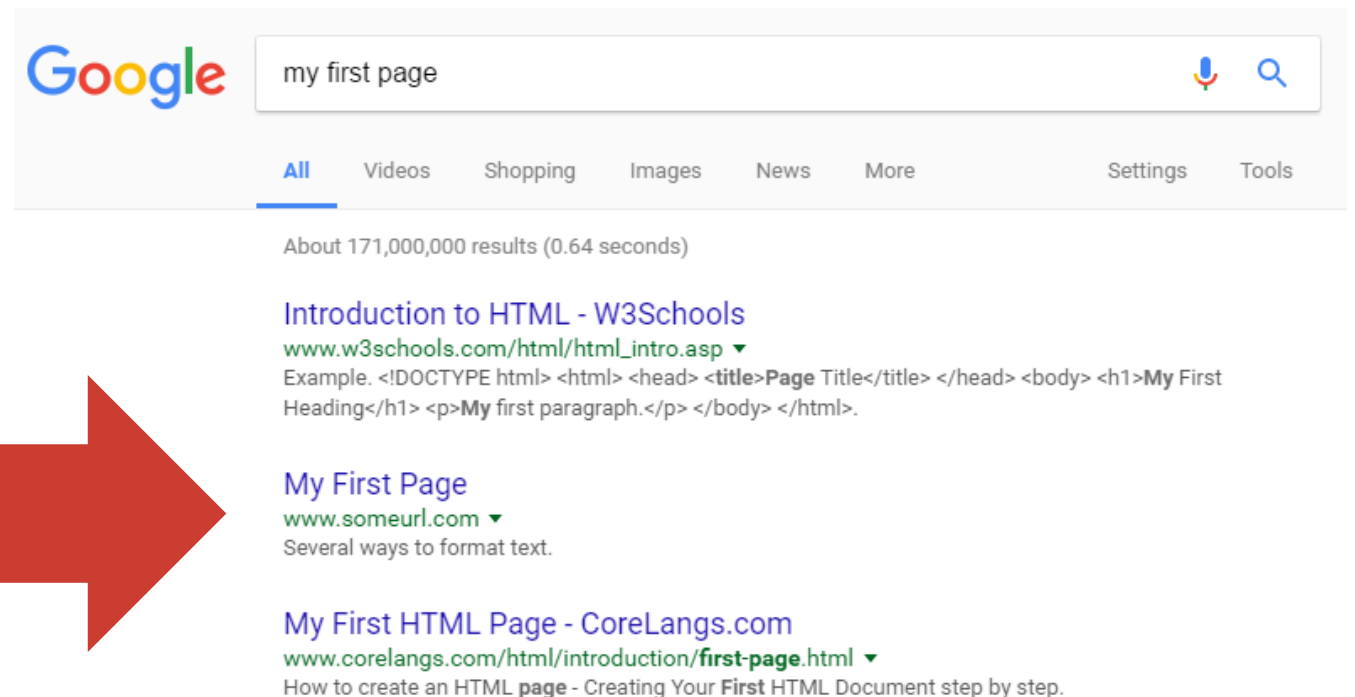 Google my first page
All Videos Shopping Images News More Settings Tools
About 171,000,000 results (0.64 seconds)
Introduction to HTML - W3Schools
www.w3schools.com/html/html_intro.asp
Example. <!DOCTYPE html> <html> <head> <title>Page Title</title> </head> <body> <h1>My First
Heading</h1> <p>My first paragraph.</p> </body> </html>.
My First Page
www.someurl.com
Several ways to format text.
My First HTML Page - CoreLangs.com
www.corelangs.com/html/introduction/first-page.html
How to create an HTML page - Creating Your First HTML Document step by step.